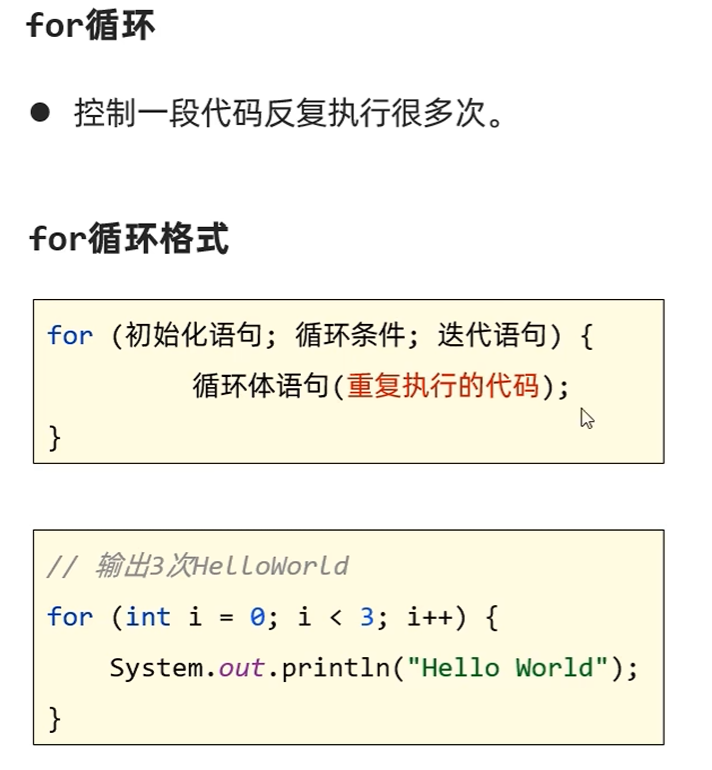 for循环
● 控制一段代码反复执行很多次。
for循环格式
for (初始化语句; 循环条件; 迭代语句) {
循环体语句(重复执行的代码);
}
// 输出3次HelloWorld
for (int i = 0; i < 3; i++) {
System.out.println("Hello World");
}